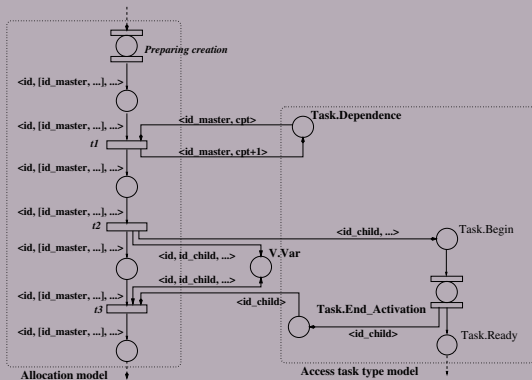 Preparing creation
<id, [id_master, ...], ...>
<id, [id_master, ...], ...>
<id_master, cpt>
Task.Dependence
t1
<id_master, cpt+1>
<id, [id_master, ...], ...>
<id, [id_master, ...], ...>
t2
<id_child, ...>
Task.Begin
<id, [id_master, ...], ...>
<id, id_child, ...>
V.Var
<id, id_child, ...>
<id, [id_master, ...], ...>
<id_child>
Task.End_Activation
t3
<id, [id_master, ...], ...>
<id_child>
Task.Ready
Allocation model
Access task type model